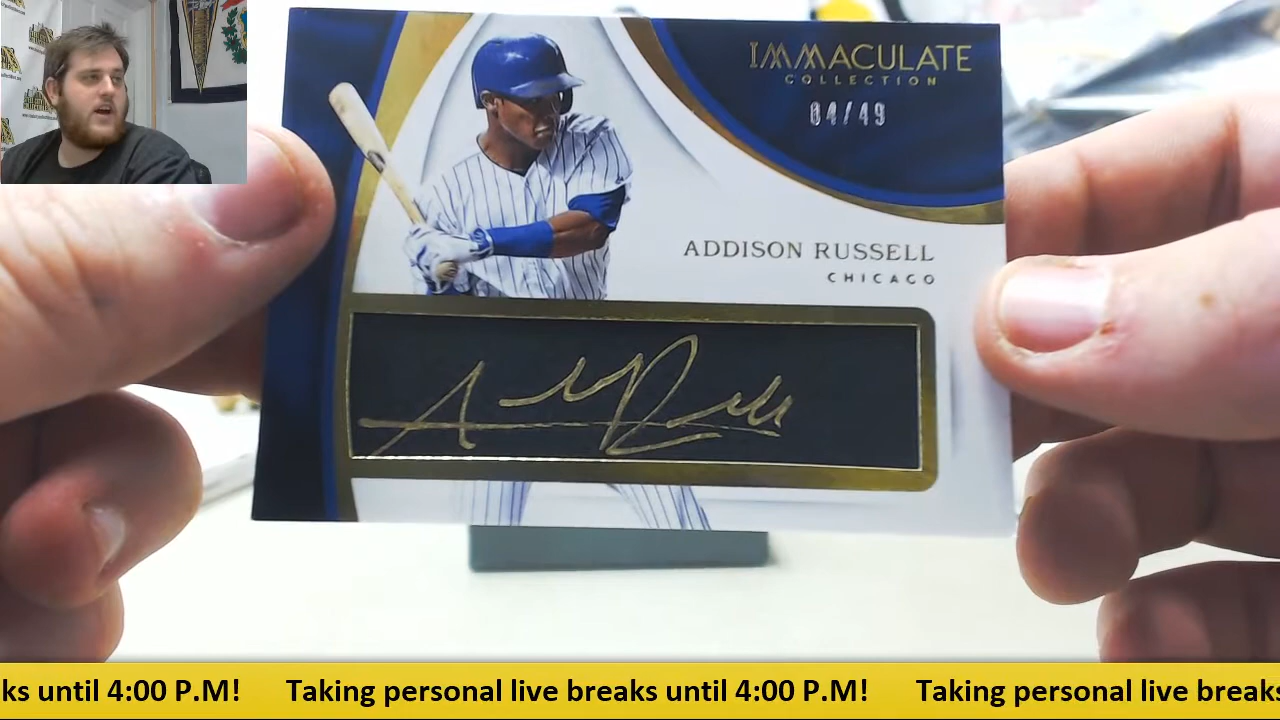 IMMACULATE
COLLECTION
04/49
ADDISON RUSSELL
CHICAGO
ks until 4:00 P.M! Taking personal live breaks until 4:00 P.M! Taking personal live breaks